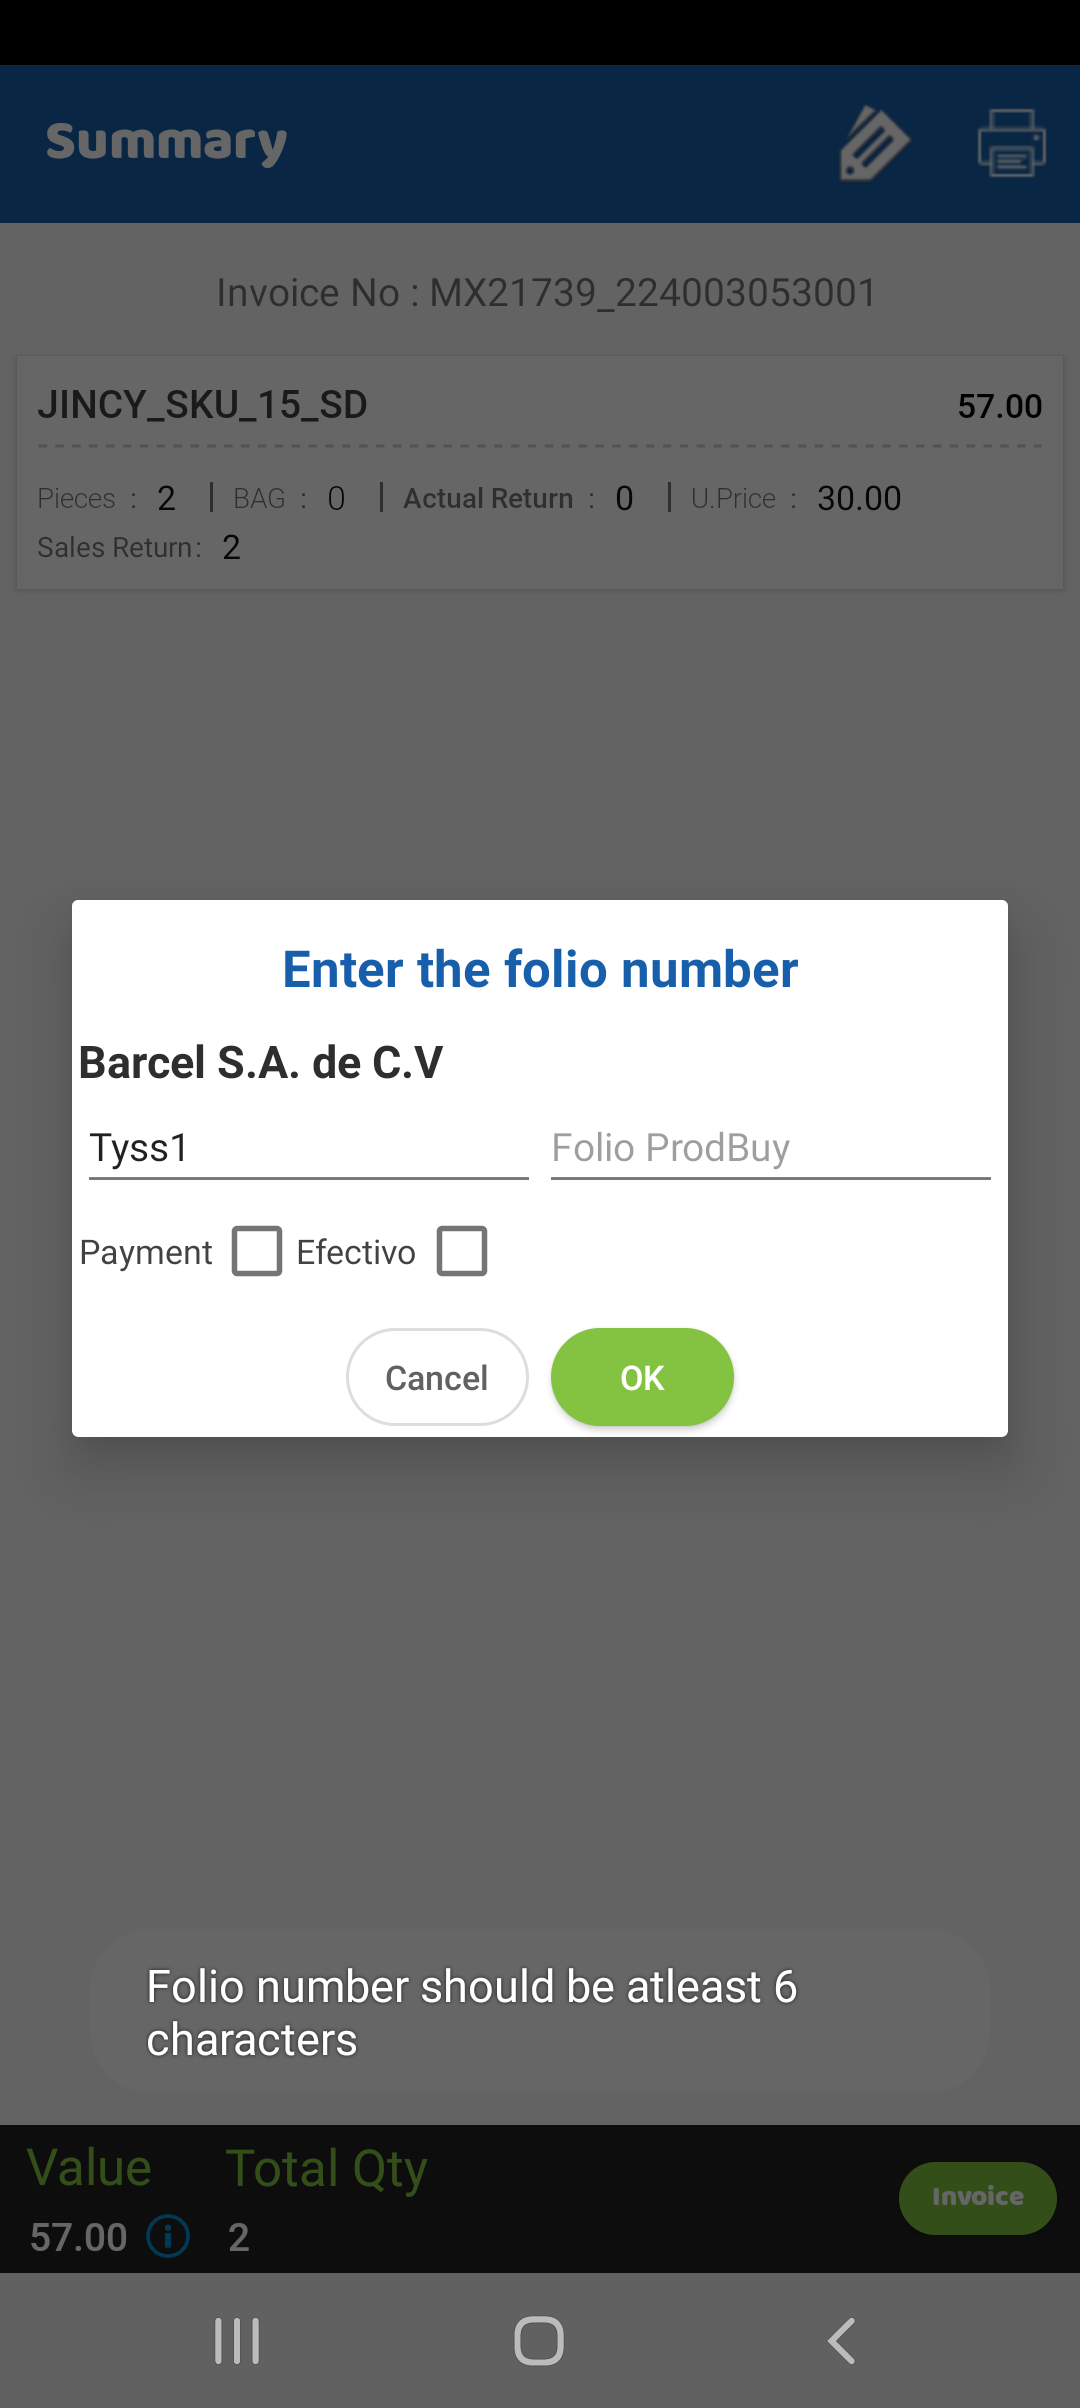 Summary
Invoice No : MX21739_224003053001
JINCY_SKU_15_SD 57.00
Pieces : 2 | BAG : 0 | Actual Return : 0 | U.Price : 30.00
Sales Return: 2
Enter the folio number
Barcel S.A. de C.V
Tyss1 Folio ProdBuy
Payment Efectivo
Cancel OK
Folio number should be atleast 6
characters
Value Total Qty
Invoice
57.00 2